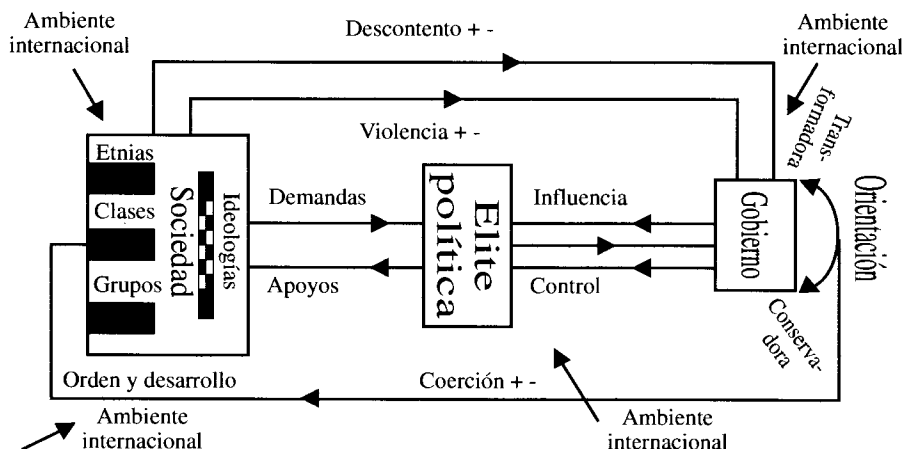 Ambiente
internacional
Descontento + -
Ambiente
internacional
Violencia + -
Trans-
formadora
Etnias
Clases
Grupos
Sociedad
Ideologías
Demandas
Apoyos
Elite
política
Influencia
Control
Gobierno
Orientación
Conserva-
dora
Orden y desarrollo
Coerción + -
Ambiente
internacional
Ambiente
internacional